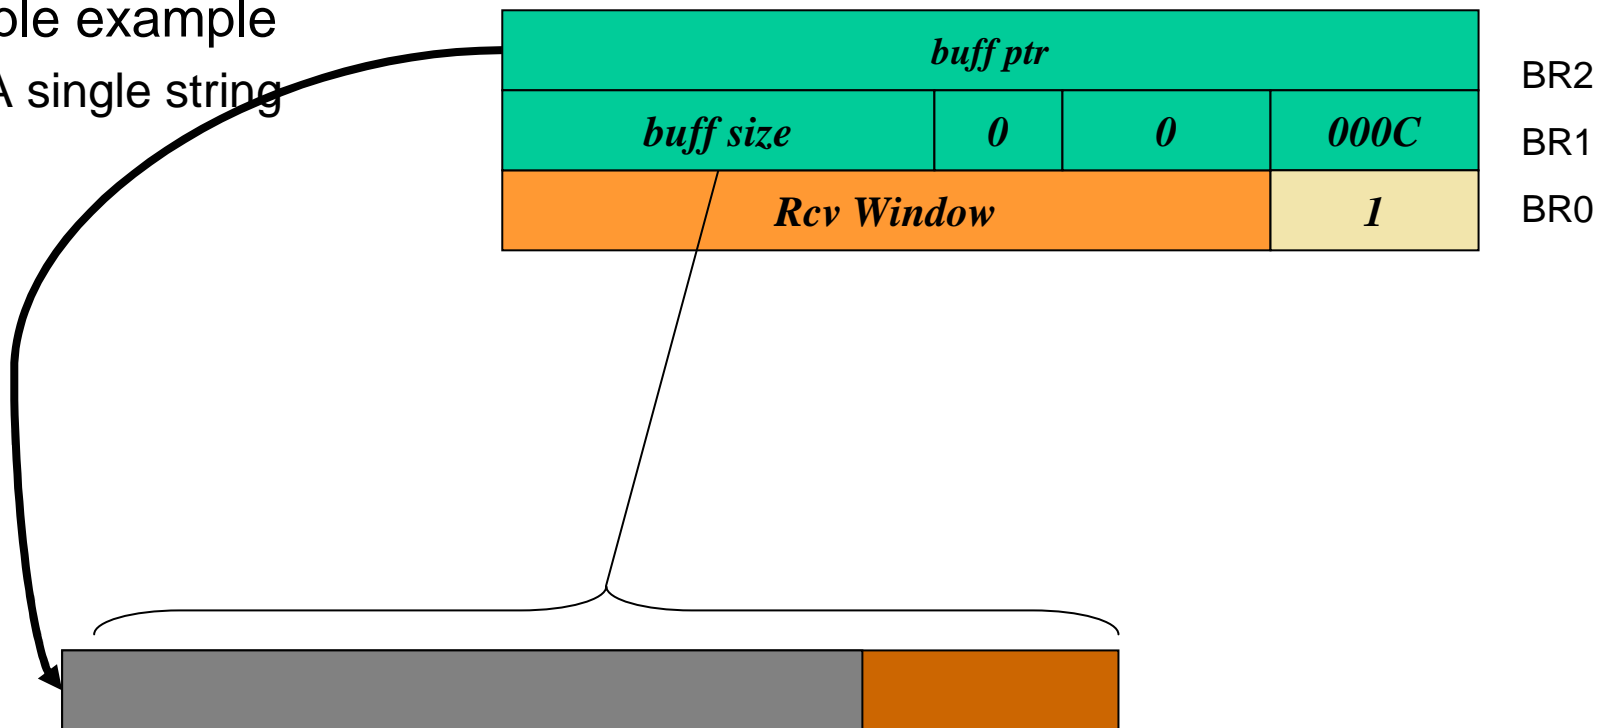 ple example
A single string
buff ptr
BR2
buff size 0 0 000C
BR1
Rcv Window 1
BR0